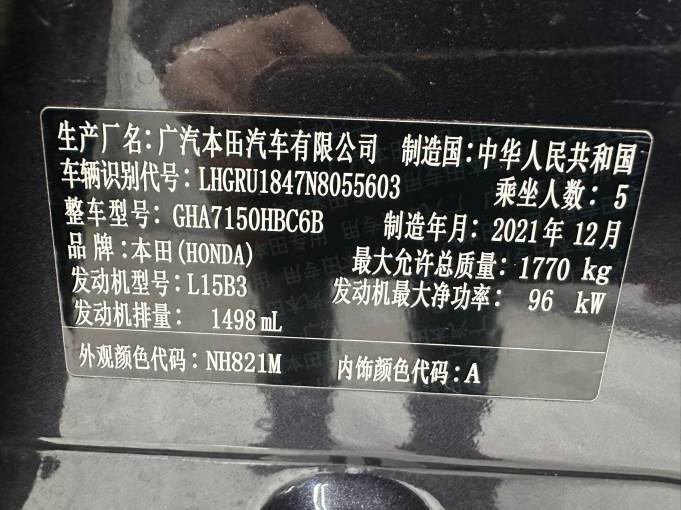 生产厂名:广汽本田汽车有限公司 制造国:中华人民共和国
车辆识别代号:LHGRU1847N8055603 乘坐人数:5
整车型号:GHA7150HBC6B 制造年月:2021年12月
品牌:本田(HONDA) 最大允许总质量:1770 kg
发动机型号:L15B3 发动机最大净功率: 96 kW
发动机排量: 1498 mL
外观颜色代码:NH821M 内饰颜色代码:A